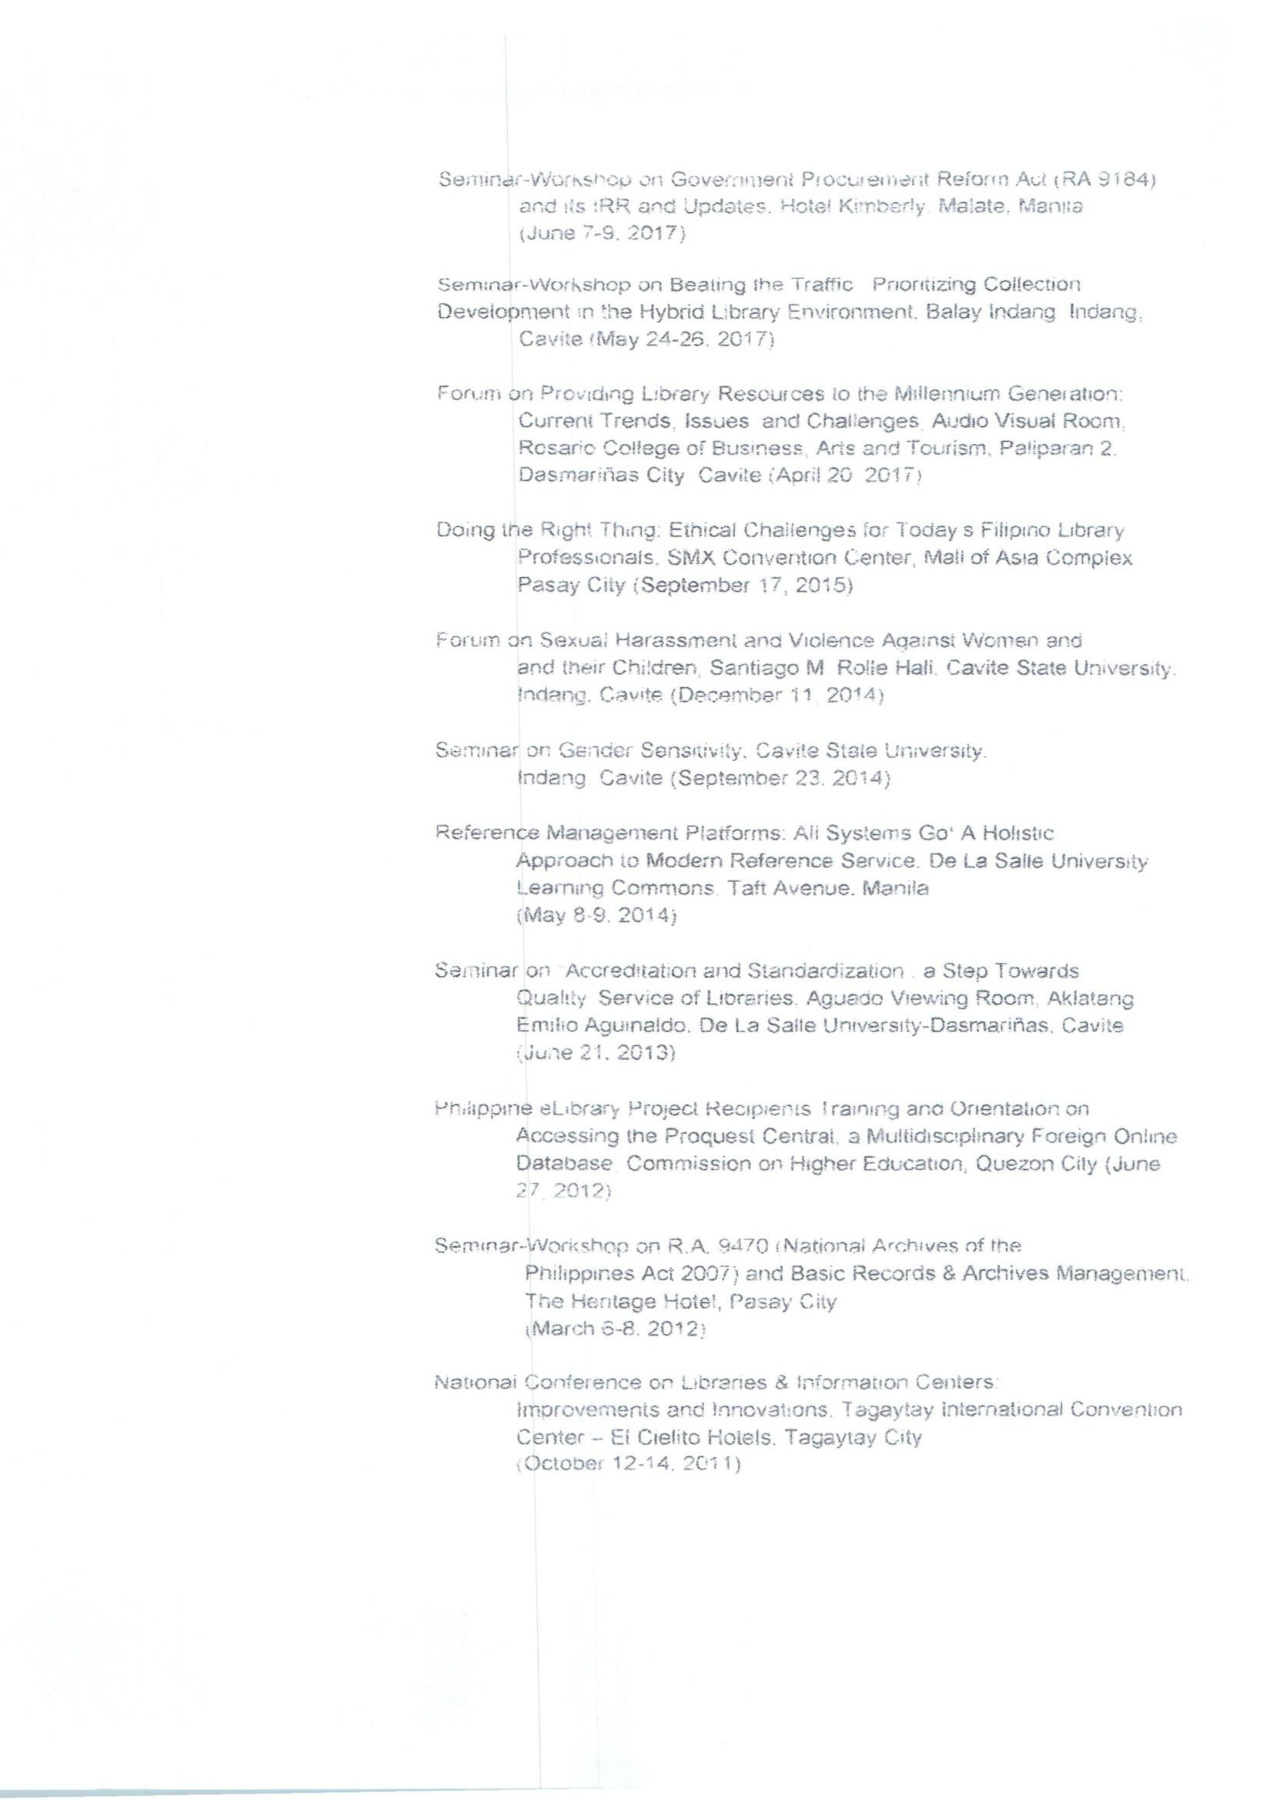 Seminar-Workshop on Government Procurement Reform Act (RA 9184)
and its IRR and Updates, Hotel Kimberly, Malate, Manila
(June 7-9, 2017)
Seminar-Workshop on Beating the Traffic Prioritizing Collection
Development in the Hybrid Library Environment, Balay Indang Indang,
Cavite (May 24-26, 2017)
Forum on Providing Library Resources to the Millennium Generation:
Current Trends, Issues and Challenges, Audio Visual Room,
Rosario College of Business, Arts and Tourism, Paliparan 2,
Dasmariñas City Cavite (April 20 2017)
Doing the Right Thing: Ethical Challenges for Today s Filipino Library
Professionals, SMX Convention Center, Mall of Asia Complex
Pasay City (September 17, 2015)
Forum on Sexual Harassment and Violence Against Women and
and their Children, Santiago M Rolle Hall, Cavite State University,
Indang, Cavite (December 11, 2014)
Seminar on Gender Sensitivity, Cavite State University,
Indang Cavite (September 23, 2014)
Reference Management Platforms: All Systems Go! A Holistic
Approach to Modern Reference Service, De La Salle University
Learning Commons, Taft Avenue, Manila
(May 8-9, 2014)
Seminar on Accreditation and Standardization : a Step Towards
Quality Service of Libraries, Aguado Viewing Room, Aklatang
Emilio Aguinaldo, De La Salle University-Dasmariñas, Cavite
(June 21, 2013)
Philippine eLibrary Project Recipients Training and Orientation on
Accessing the Proquest Central, a Multidisciplinary Foreign Online
Database, Commission on Higher Education, Quezon City (June
27, 2012)
Seminar-Workshop on R.A. 9470 (National Archives of the
Philippines Act 2007) and Basic Records & Archives Management,
The Heritage Hotel, Pasay City
(March 6-8, 2012)
National Conference on Libraries & Information Centers:
Improvements and Innovations, Tagaytay International Convention
Center – El Cielito Hotels, Tagaytay City
(October 12-14, 2011)